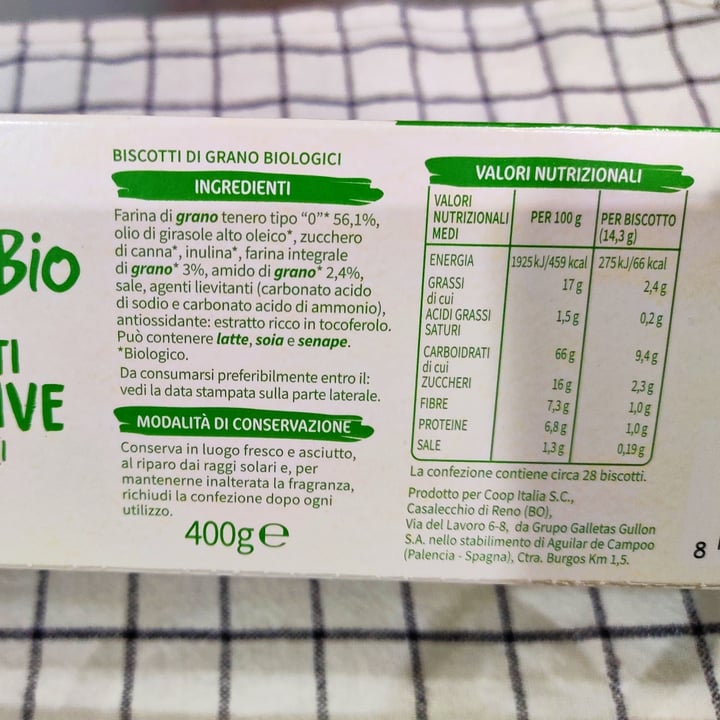 Bio
TI
IVE
I
BISCOTTI DI GRANO BIOLOGICI
INGREDIENTI
Farina di grano tenero tipo "0"* 56,1%,
olio di girasole alto oleico*, zucchero
di canna*, inulina*, farina integrale
di grano* 3%, amido di grano* 2,4%,
sale, agenti lievitanti (carbonato acido
di sodio e carbonato acido di ammonio),
antiossidante: estratto ricco in tocoferolo.
Può contenere latte, soia e senape.
*Biologico.
Da consumarsi preferibilmente entro il:
vedi la data stampata sulla parte laterale.
MODALITÀ DI CONSERVAZIONE
Conserva in luogo fresco e asciutto,
al riparo dai raggi solari e, per
mantenerne inalterata la fragranza,
richiudi la confezione dopo ogni
utilizzo.
400g e
VALORI NUTRIZIONALI
VALORI
NUTRIZIONALI PER 100 g PER BISCOTTO
MEDI (14,3 g)
ENERGIA 1925 kJ/459 kcal 275 kJ/66 kcal
GRASSI 17 g 2,4 g
di cui
ACIDI GRASSI 1,5 g 0,2 g
SATURI
CARBOIDRATI 66 g 9,4 g
di cui
ZUCCHERI 16 g 2,3 g
FIBRE 7,3 g 1,0 g
PROTEINE 6,8 g 1,0 g
SALE 1,3 g 0,19 g
La confezione contiene circa 28 biscotti.
Prodotto per Coop Italia S.C.,
Casalecchio di Reno (BO),
Via del Lavoro 6-8, da Grupo Galletas Gullon
S.A. nello stabilimento di Aguilar de Campoo
(Palencia - Spagna), Ctra. Burgos Km 1,5.
8